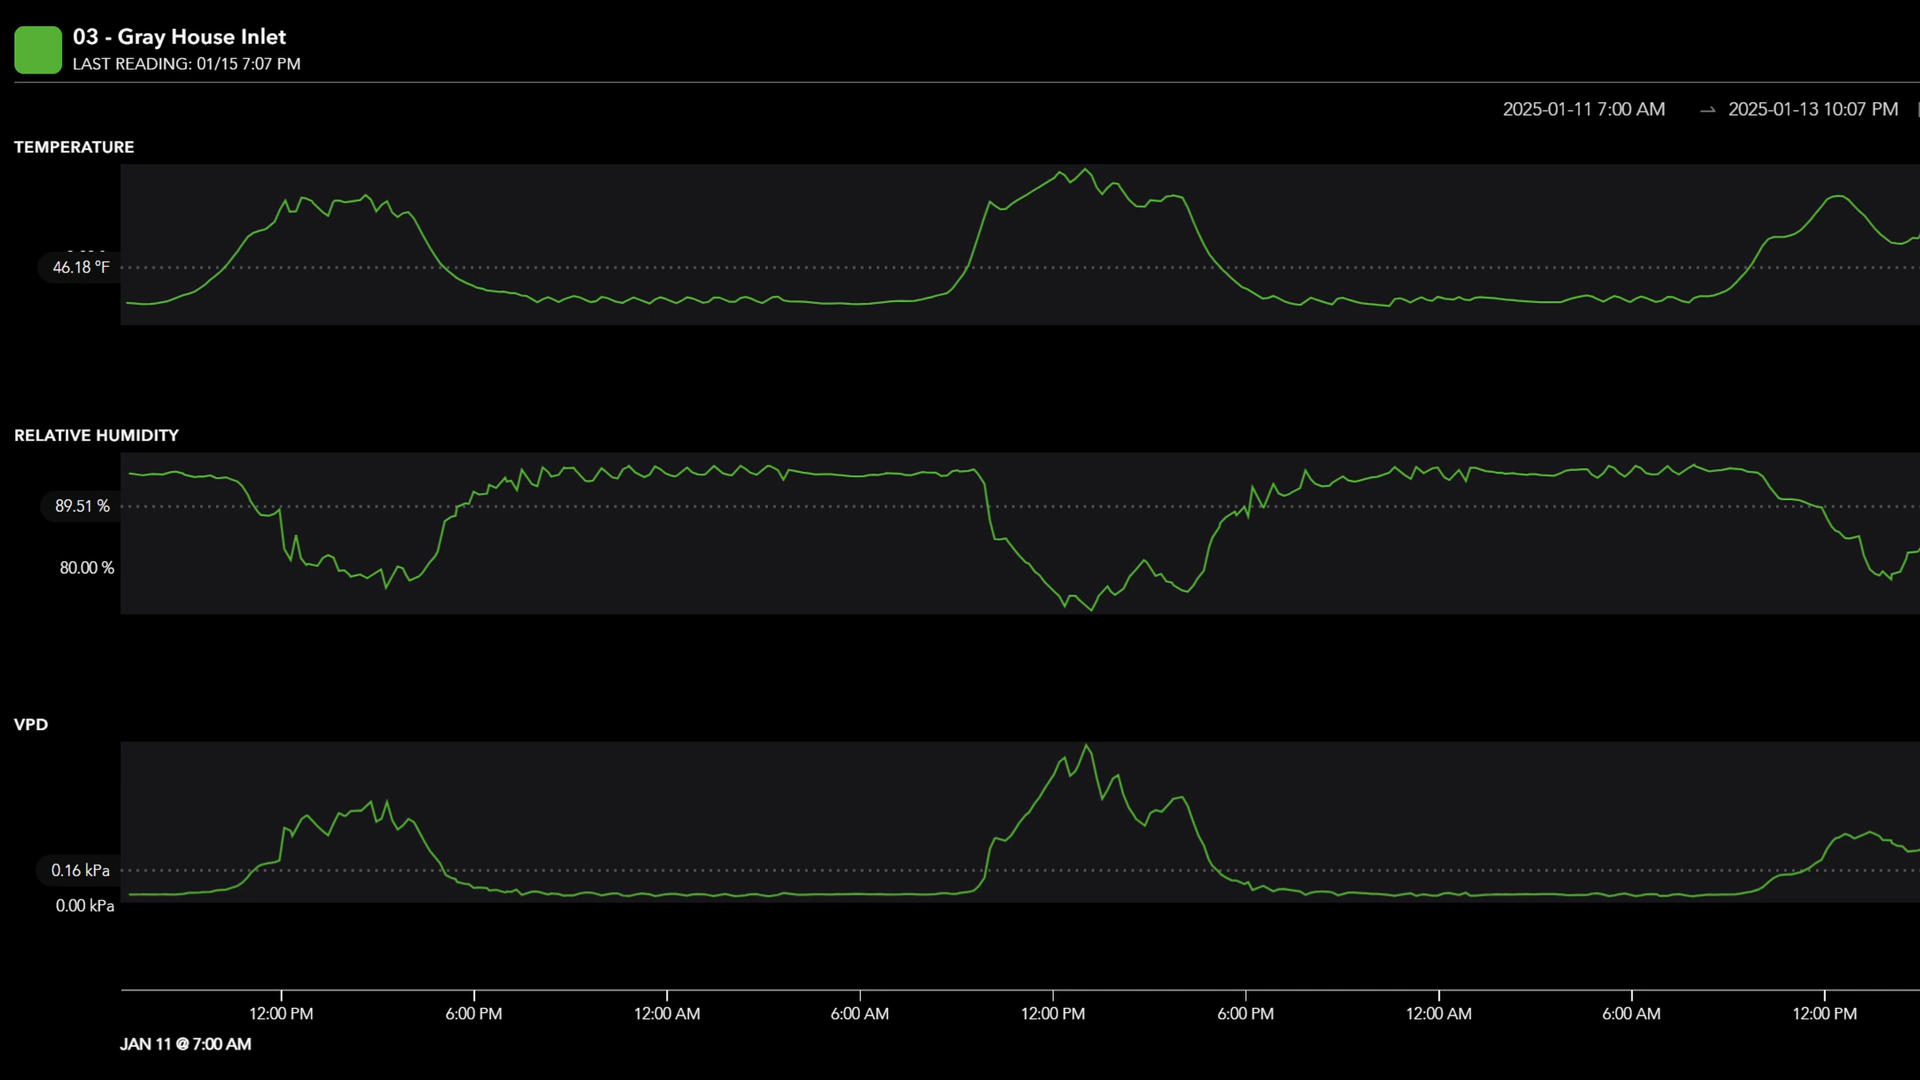 03 - Gray House Inlet
LAST READING: 01/15 7:07 PM
2025-01-11 7:00 AM → 2025-01-13 10:07 PM
TEMPERATURE
46.18 °F
RELATIVE HUMIDITY
89.51 %
80.00 %
VPD
0.16 kPa
0.00 kPa
12:00 PM 6:00 PM 12:00 AM 6:00 AM 12:00 PM 6:00 PM 12:00 AM 6:00 AM 12:00 PM
JAN 11 @ 7:00 AM